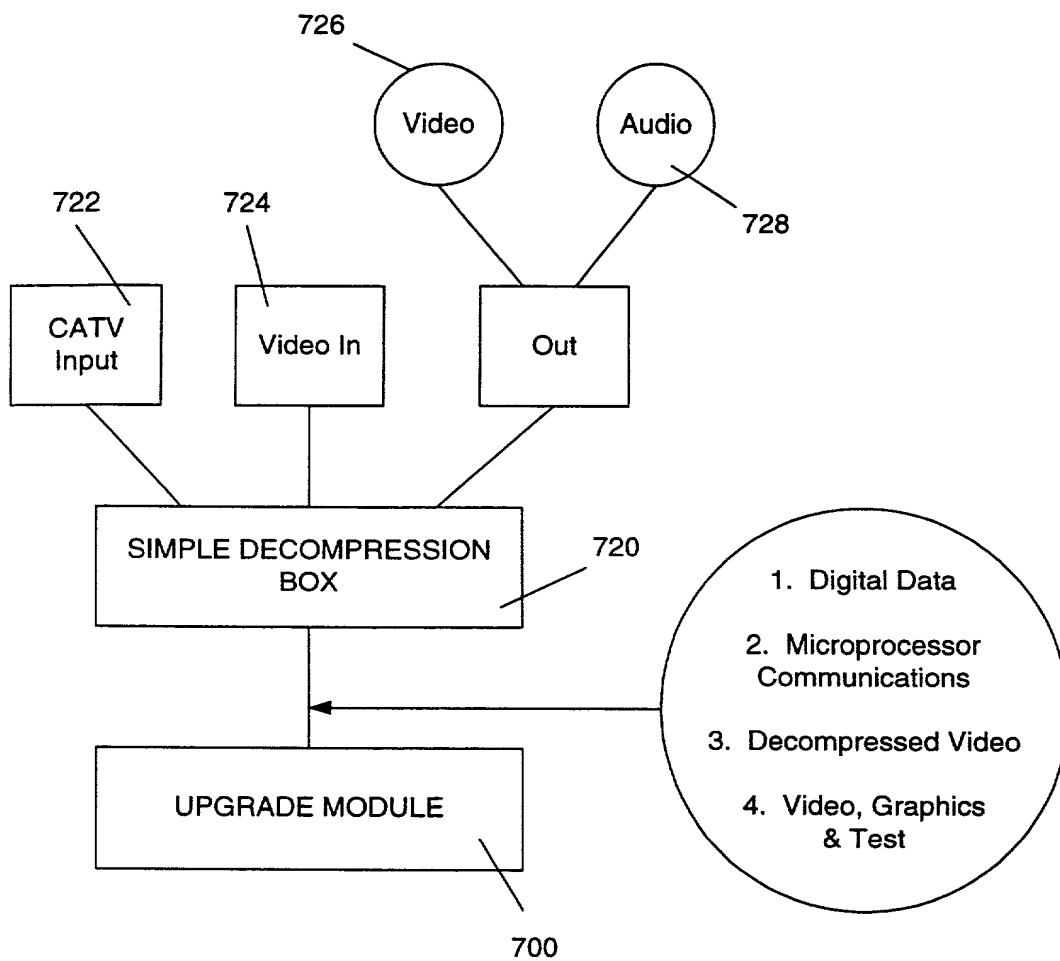 726
Video
Audio
722
724
728
CATV
Input
Video In
Out
SIMPLE DECOMPRESSION
BOX
720
1. Digital Data
2. Microprocessor
Communications
3. Decompressed Video
4. Video, Graphics
& Test
UPGRADE MODULE
700